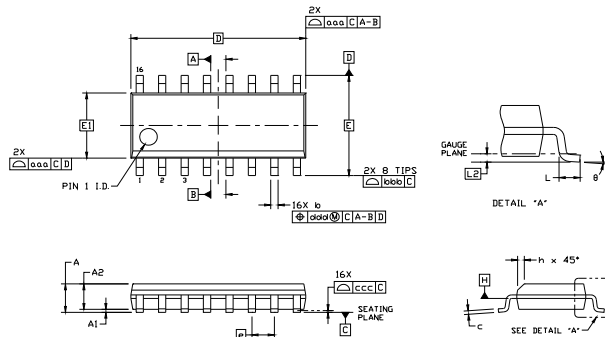 2X
⌓ aaa C A-B
D
A
D
16
E1
E
2X
⌓ aaa C D
PIN 1 I.D.
1 2 3
B
2X 8 TIPS
⌓ bbb C
16X b
⌖ ddd Ⓜ C A-B D
GAUGE
PLANE
L2
L
θ
DETAIL "A"
A
A2
A1
e
16X
⌓ ccc C
SEATING
PLANE
C
h x 45°
H
c
SEE DETAIL "A"